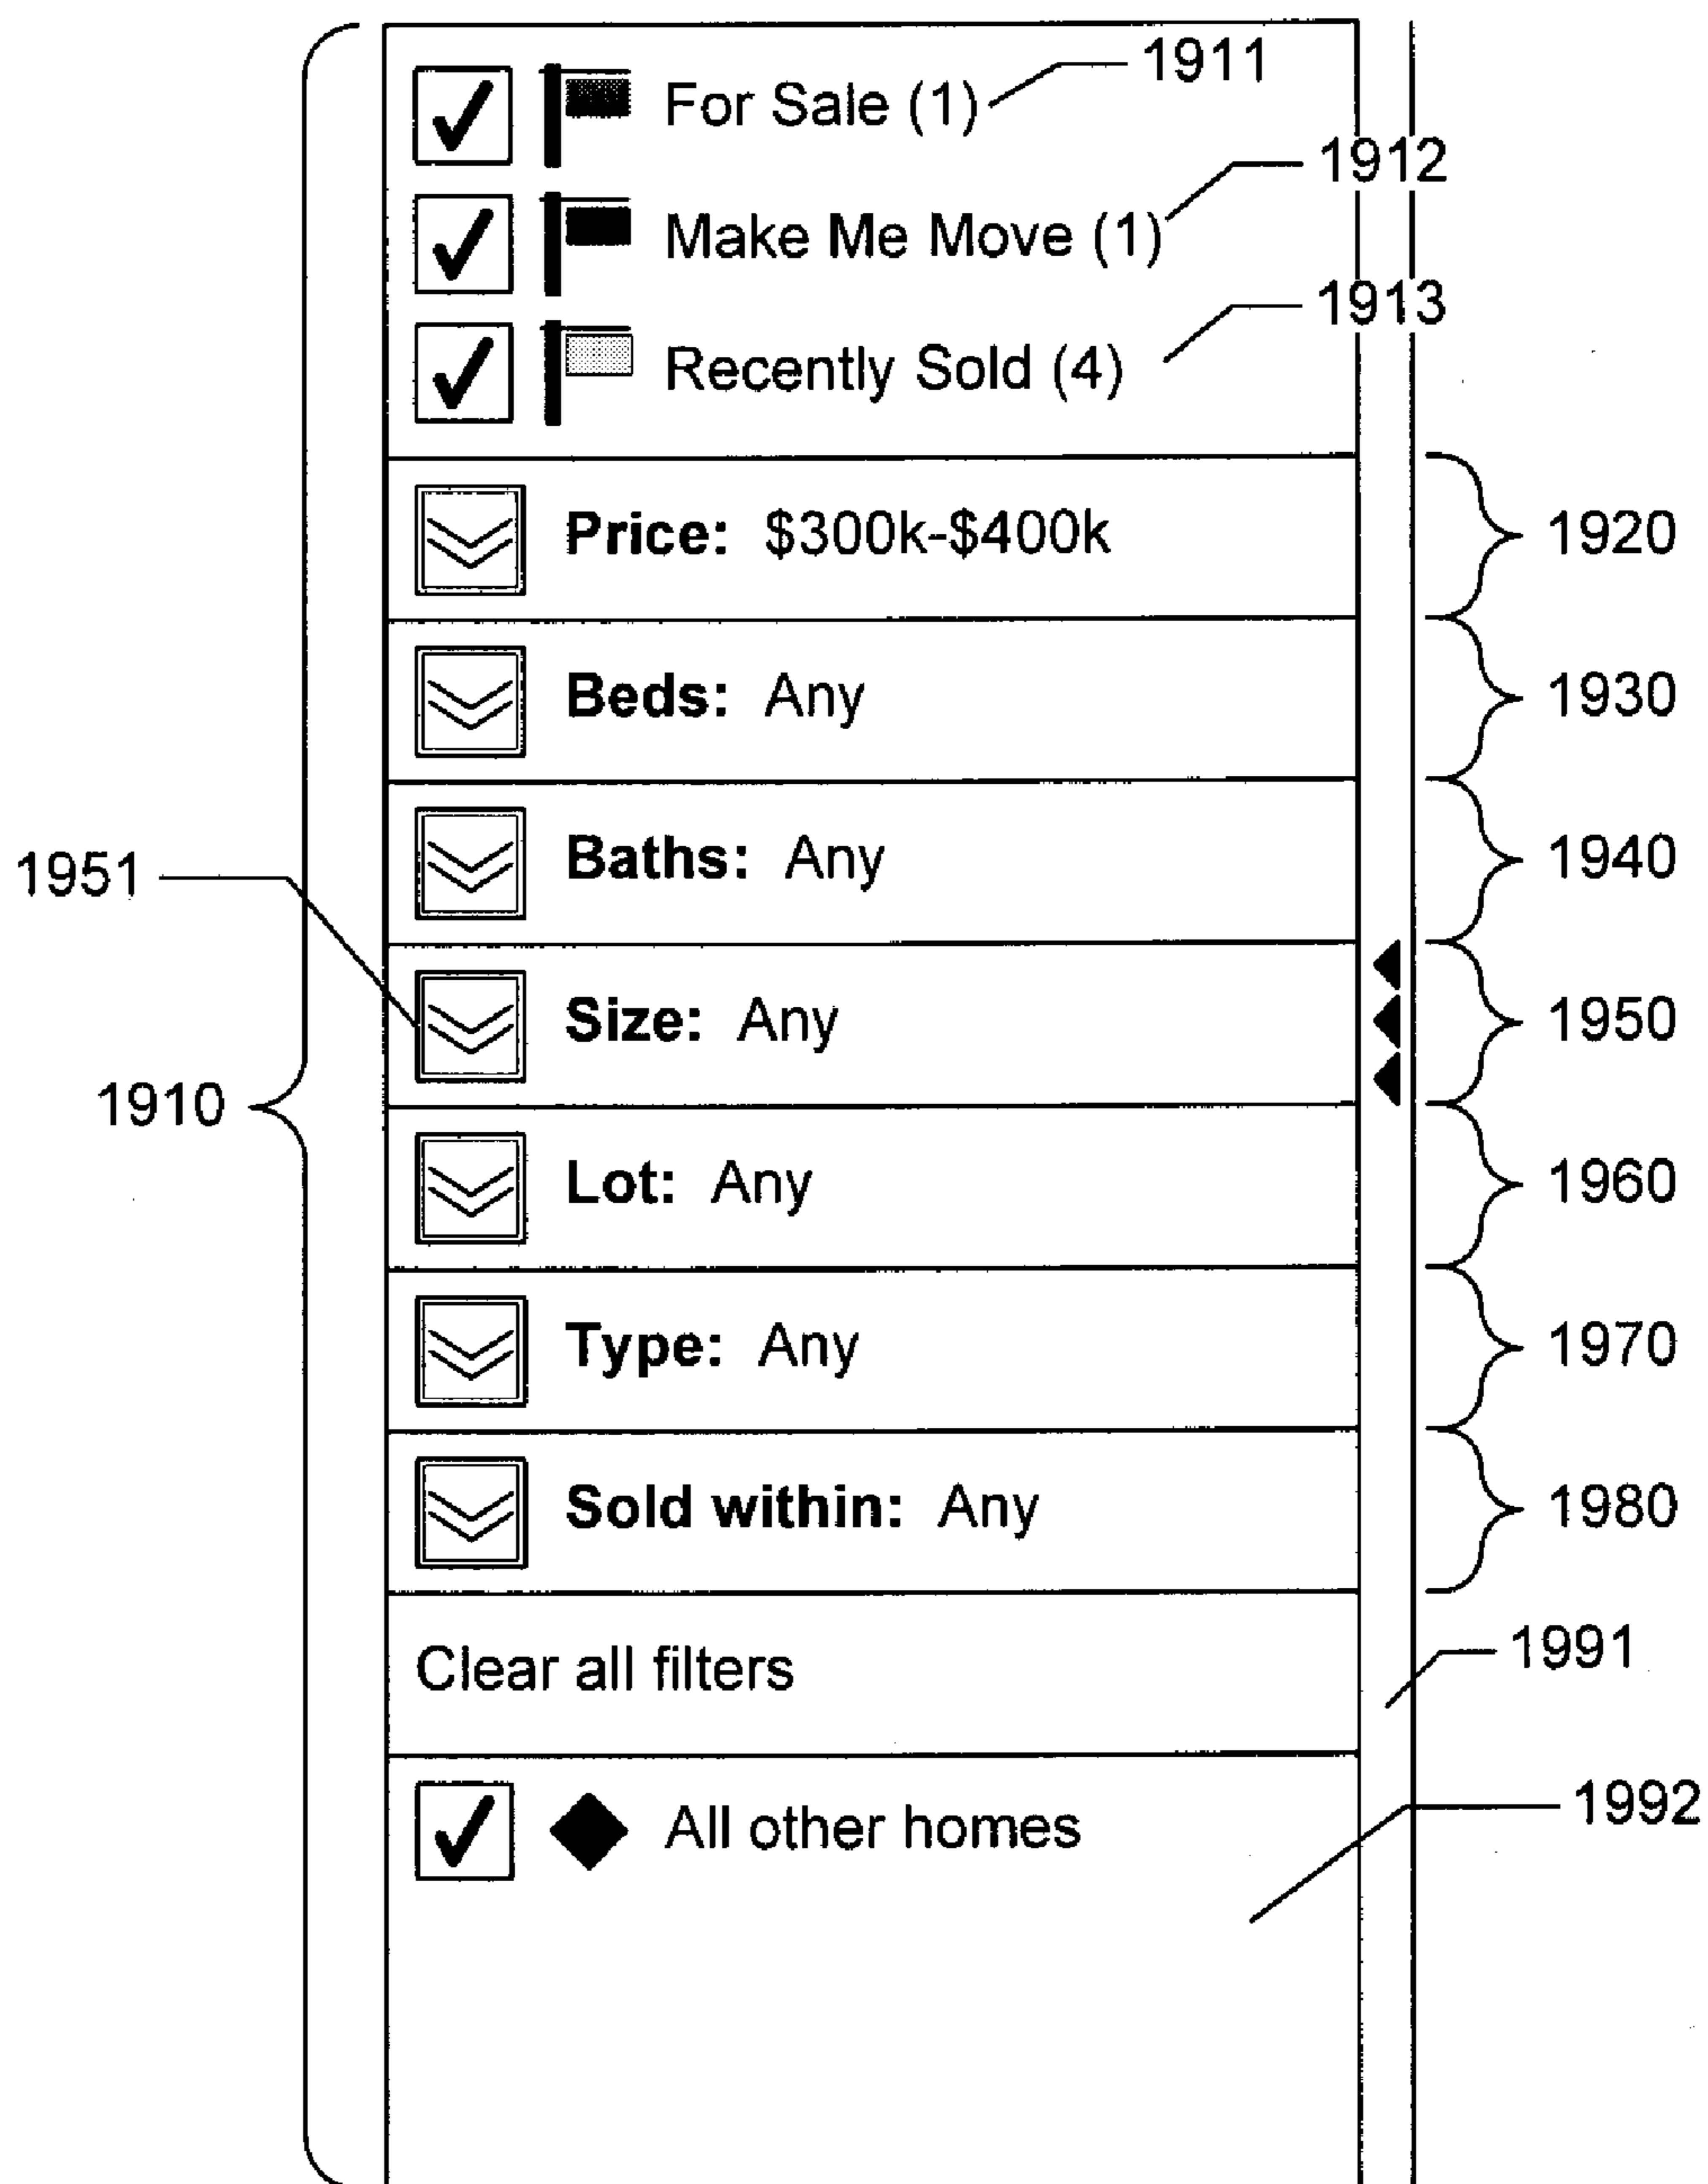 For Sale (1) 1911
1912
Make Me Move (1)
1913
Recently Sold (4)
Price: $300k-$400k 1920
Beds: Any 1930
Baths: Any 1940
1951
Size: Any 1950
1910
Lot: Any 1960
Type: Any 1970
Sold within: Any 1980
Clear all filters 1991
All other homes 1992